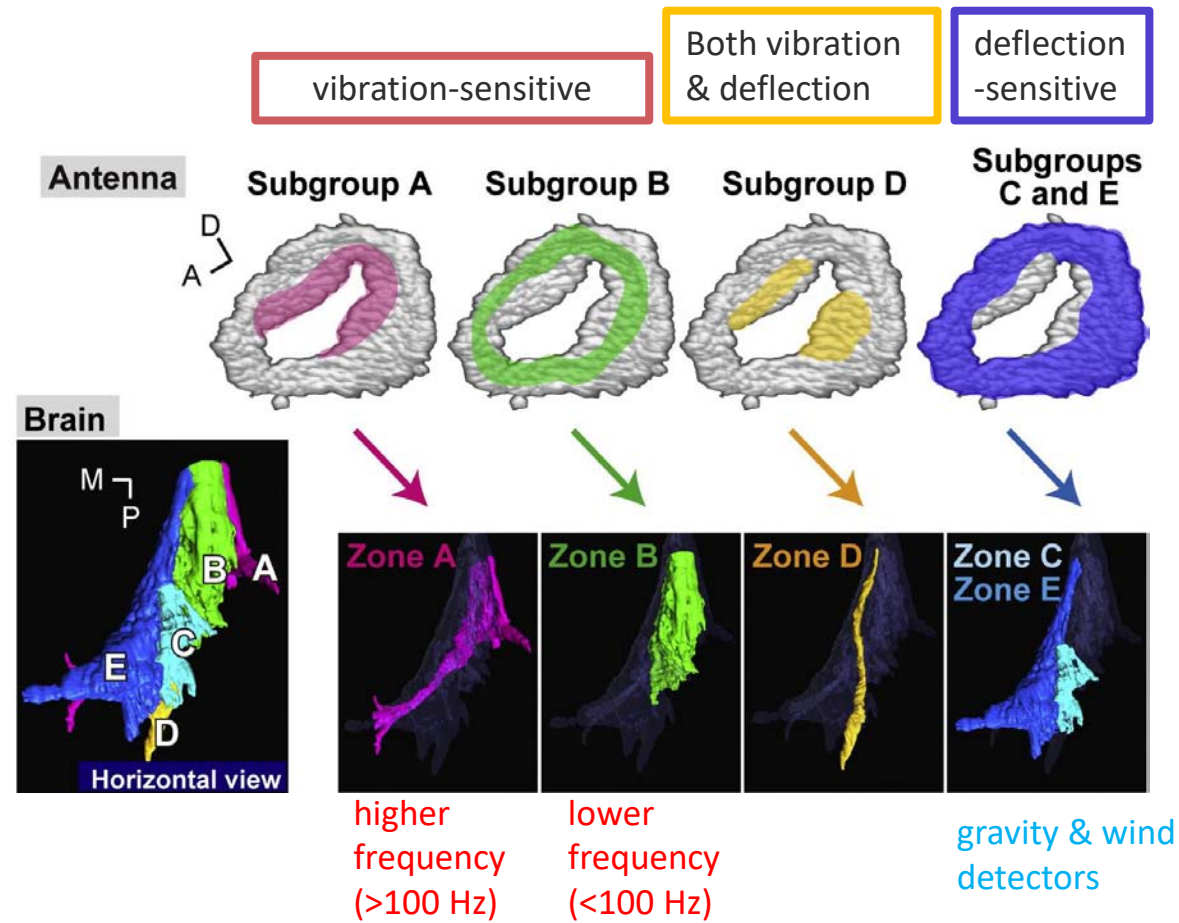 vibration-sensitive
Both vibration
& deflection
deflection
-sensitive
Antenna
Subgroup A
Subgroup B
Subgroup D
Subgroups
C and E
D
A
Brain
M
P
B
A
C
E
D
Horizontal view
Zone A
Zone B
Zone D
Zone C
Zone E
higher
frequency
(>100 Hz)
lower
frequency
(<100 Hz)
gravity & wind
detectors